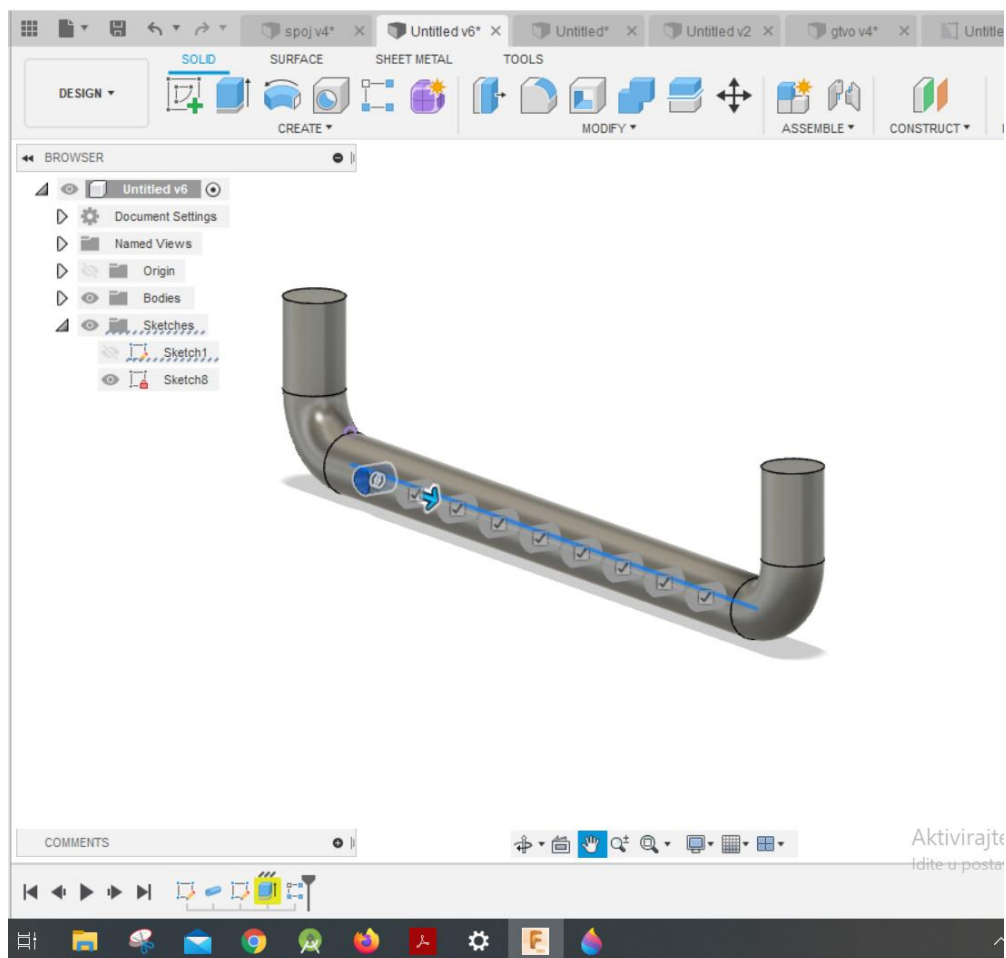 spoj v4*
Untitled v6*
Untitled*
Untitled v2
gtvo v4*
Untitle
SOLID
SURFACE
SHEET METAL
TOOLS
DESIGN
CREATE
MODIFY
ASSEMBLE
CONSTRUCT
BROWSER
Untitled v6
Document Settings
Named Views
Origin
Bodies
Sketches
Sketch1
Sketch8
COMMENTS
Aktivirajte
Idite u postav